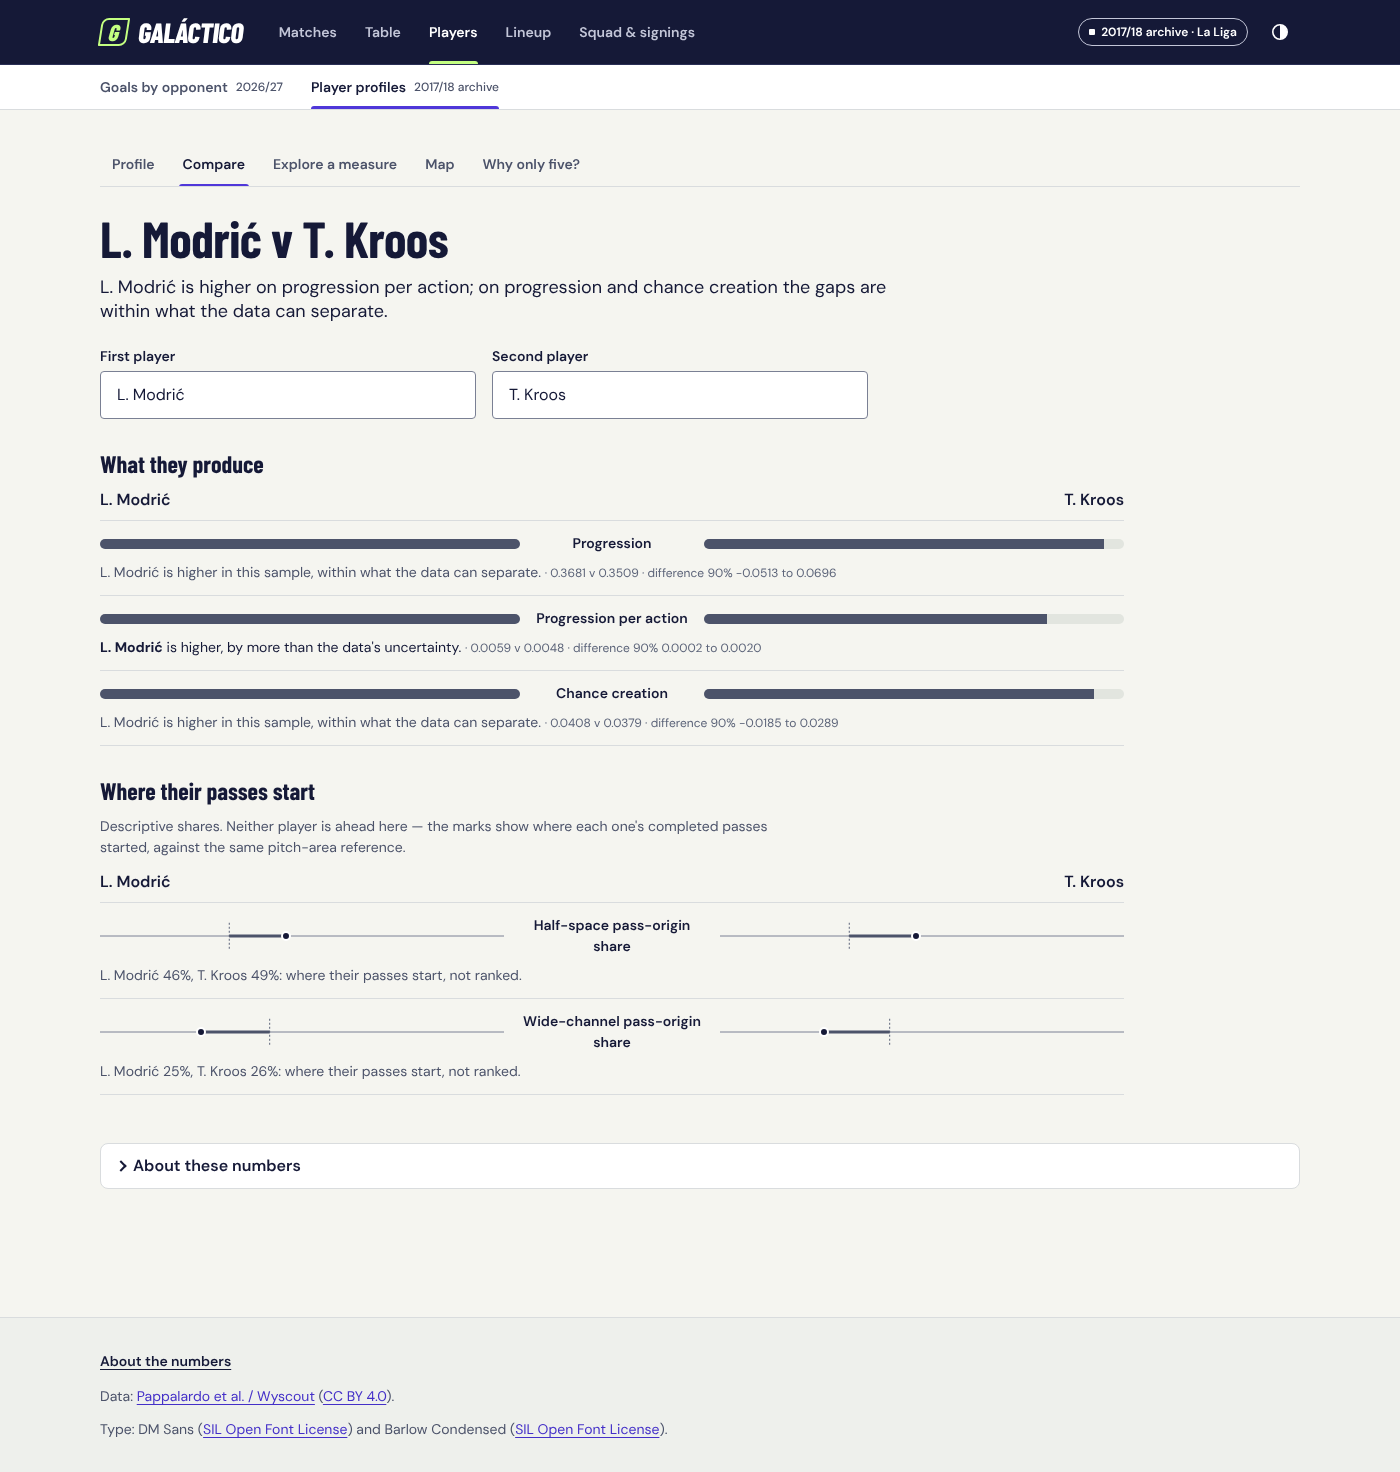 G GALÁCTICO
Matches
Table
Players
Lineup
Squad & signings
2017/18 archive · La Liga
Goals by opponent 2026/27
Player profiles 2017/18 archive
Profile
Compare
Explore a measure
Map
Why only five?
L. Modrić v T. Kroos
L. Modrić is higher on progression per action; on progression and chance creation the gaps are
within what the data can separate.
First player
Second player
L. Modrić
T. Kroos
What they produce
L. Modrić
T. Kroos
Progression
L. Modrić is higher in this sample, within what the data can separate. · 0.3681 v 0.3509 · difference 90% -0.0513 to 0.0696
Progression per action
L. Modrić is higher, by more than the data's uncertainty. · 0.0059 v 0.0048 · difference 90% 0.0002 to 0.0020
Chance creation
L. Modrić is higher in this sample, within what the data can separate. · 0.0408 v 0.0379 · difference 90% -0.0185 to 0.0289
Where their passes start
Descriptive shares. Neither player is ahead here — the marks show where each one's completed passes
started, against the same pitch-area reference.
L. Modrić
T. Kroos
Half-space pass-origin
share
L. Modrić 46%, T. Kroos 49%: where their passes start, not ranked.
Wide-channel pass-origin
share
L. Modrić 25%, T. Kroos 26%: where their passes start, not ranked.
About these numbers
About the numbers
Data: Pappalardo et al. / Wyscout (CC BY 4.0).
Type: DM Sans (SIL Open Font License) and Barlow Condensed (SIL Open Font License).